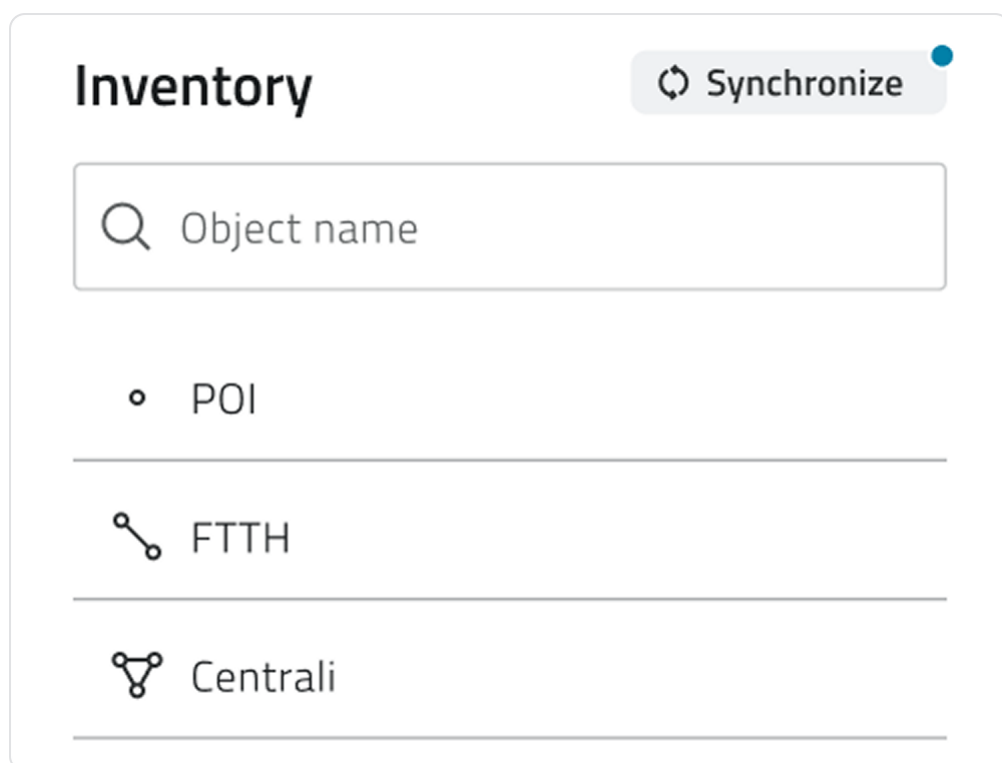 Inventory
Synchronize
Object name
POI
FTTH
Centrali